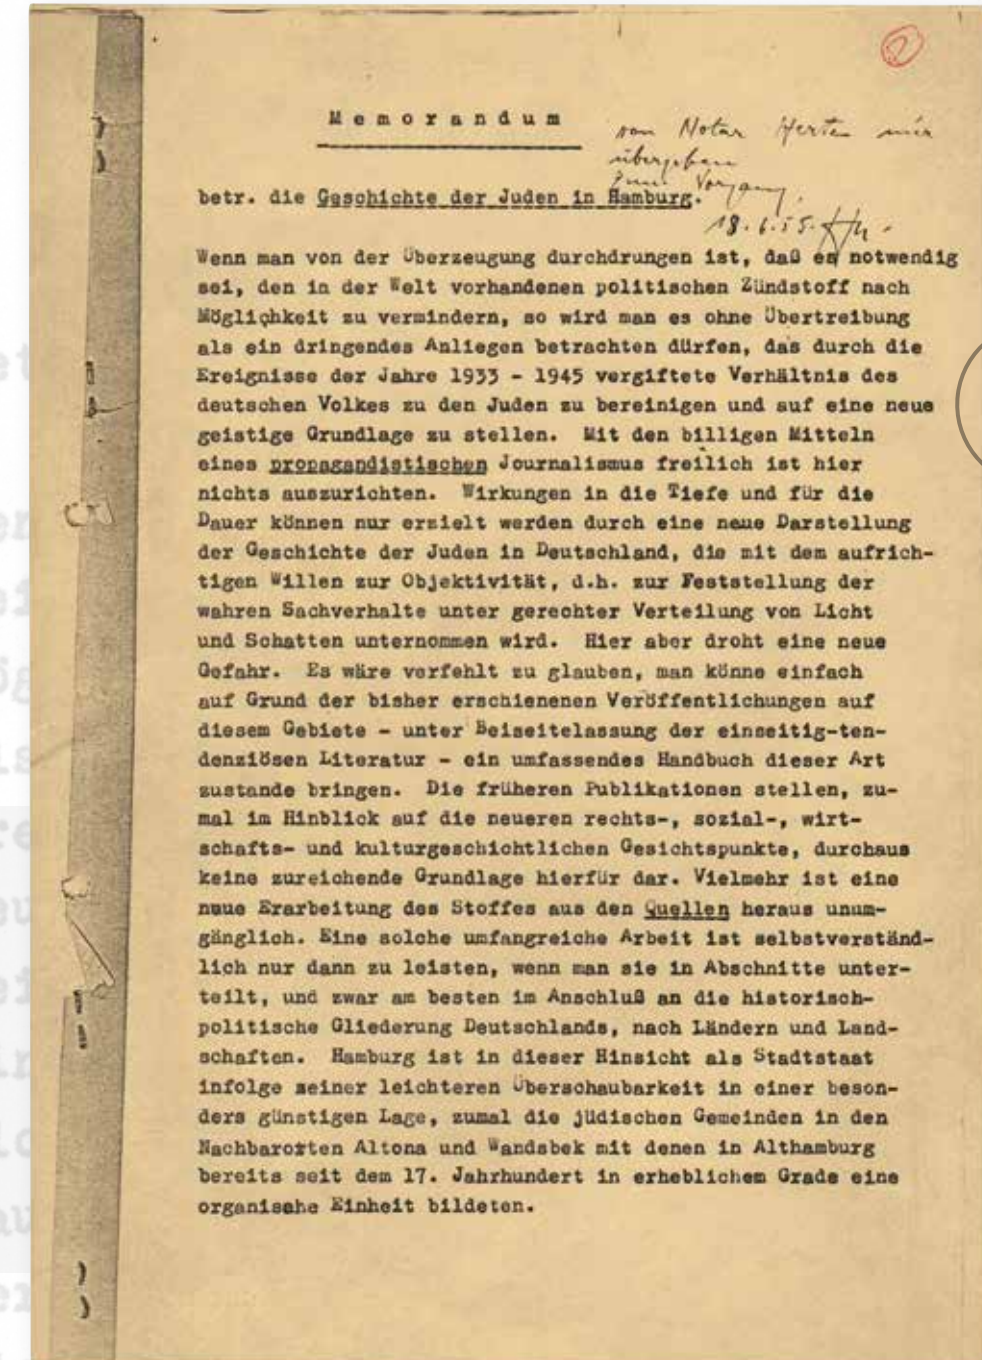 2
Memorandum
von Notar Herten mir
übergeben
zum Vorgang.
18.6.55.
betr. die Geschichte der Juden in Hamburg.
Wenn man von der Überzeugung durchdrungen ist, daß es notwendig
sei, den in der Welt vorhandenen politischen Zündstoff nach
Möglichkeit zu vermindern, so wird man es ohne Übertreibung
als ein dringendes Anliegen betrachten dürfen, das durch die
Ereignisse der Jahre 1933 - 1945 vergiftete Verhältnis des
deutschen Volkes zu den Juden zu bereinigen und auf eine neue
geistige Grundlage zu stellen. Mit den billigen Mitteln
eines propagandistischen Journalismus freilich ist hier
nichts auszurichten. Wirkungen in die Tiefe und für die
Dauer können nur erzielt werden durch eine neue Darstellung
der Geschichte der Juden in Deutschland, die mit dem aufrich-
tigen Willen zur Objektivität, d.h. zur Feststellung der
wahren Sachverhalte unter gerechter Verteilung von Licht
und Schatten unternommen wird. Hier aber droht eine neue
Gefahr. Es wäre verfehlt zu glauben, man könne einfach
auf Grund der bisher erschienenen Veröffentlichungen auf
diesem Gebiete - unter Beiseitelassung der einseitig-ten-
denziösen Literatur - ein umfassendes Handbuch dieser Art
zustande bringen. Die früheren Publikationen stellen, zu-
mal im Hinblick auf die neueren rechts-, sozial-, wirt-
schafts- und kulturgeschichtlichen Gesichtspunkte, durchaus
keine zureichende Grundlage hierfür dar. Vielmehr ist eine
neue Erarbeitung des Stoffes aus den Quellen heraus unum-
gänglich. Eine solche umfangreiche Arbeit ist selbstverständ-
lich nur dann zu leisten, wenn man sie in Abschnitte unter-
teilt, und zwar am besten im Anschluß an die historisch-
politische Gliederung Deutschlands, nach Ländern und Land-
schaften. Hamburg ist in dieser Hinsicht als Stadtstaat
infolge seiner leichteren Überschaubarkeit in einer beson-
ders günstigen Lage, zumal die jüdischen Gemeinden in den
Nachbarorten Altona und Wandsbek mit denen in Althamburg
bereits seit dem 17. Jahrhundert in erheblichem Grade eine
organische Einheit bildeten.